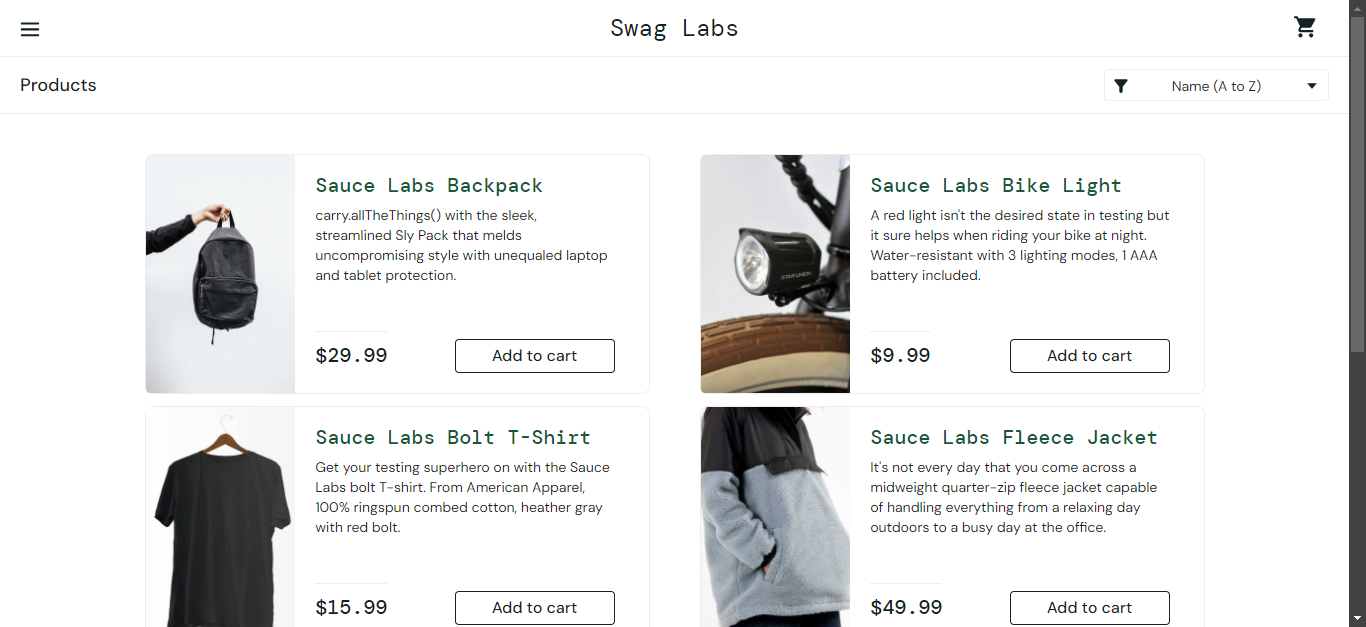 Swag Labs
Products
Name (A to Z)
Sauce Labs Backpack
carry.allTheThings() with the sleek,
streamlined Sly Pack that melds
uncompromising style with unequaled laptop
and tablet protection.
$29.99
Add to cart
STAR UNION
Sauce Labs Bike Light
A red light isn't the desired state in testing but
it sure helps when riding your bike at night.
Water-resistant with 3 lighting modes, 1 AAA
battery included.
$9.99
Add to cart
Sauce Labs Bolt T-Shirt
Get your testing superhero on with the Sauce
Labs bolt T-shirt. From American Apparel,
100% ringspun combed cotton, heather gray
with red bolt.
$15.99
Add to cart
Sauce Labs Fleece Jacket
It's not every day that you come across a
midweight quarter-zip fleece jacket capable
of handling everything from a relaxing day
outdoors to a busy day at the office.
$49.99
Add to cart